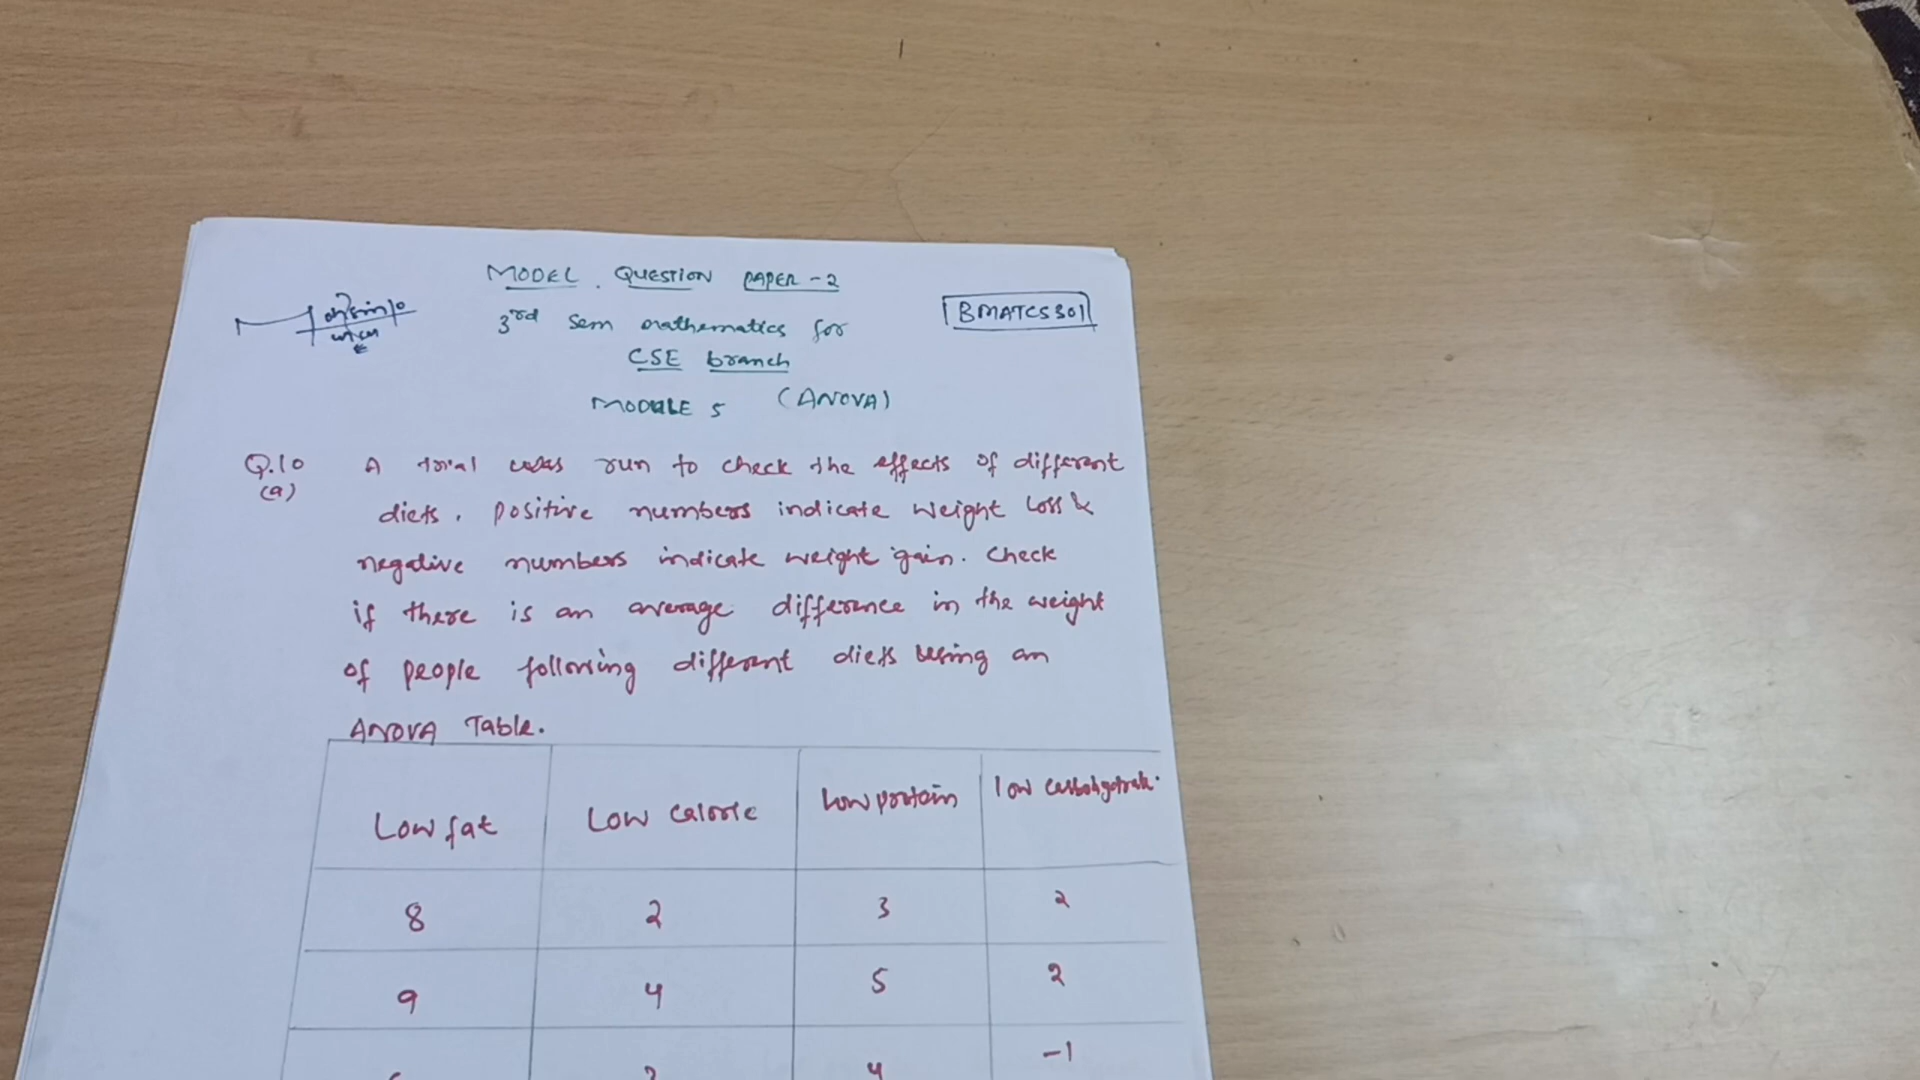 MODEL QUESTION PAPER -2
BMATCS301
3rd Sem mathematics for
CSE branch
MODULE 5 (ANOVA)
Q.10 A trial was run to check the effects of different
(a) diets. positive numbers indicate weight loss &
negative numbers indicate weight gain. Check
if there is an average difference in the weight
of people following different diets using an
ANOVA Table.
Low fat Low calorie Low protein low carbohydrate.
8 2 3 2
9 4 5 2
3 4 -1